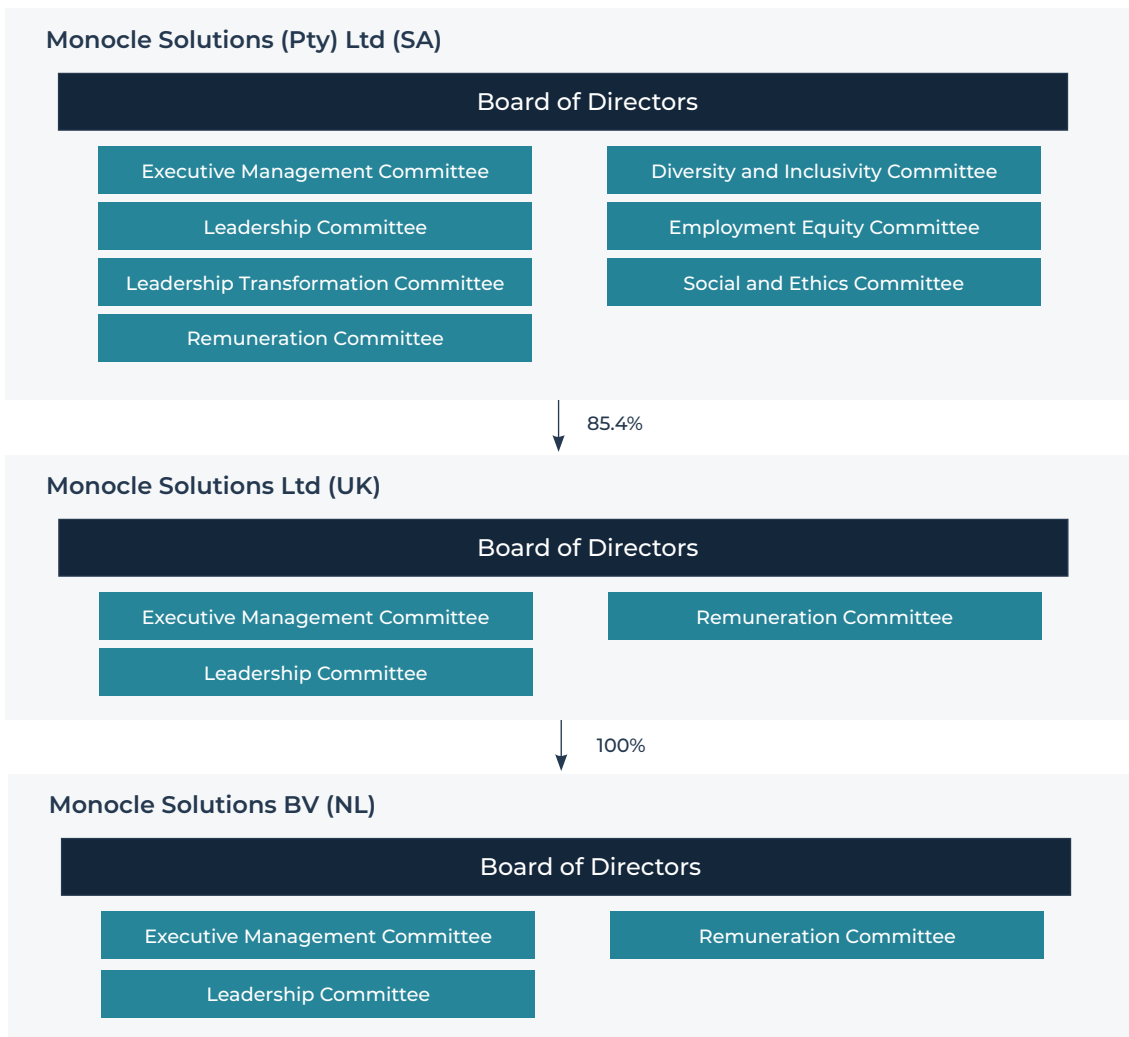 Monocle Solutions (Pty) Ltd (SA)
Board of Directors
Executive Management Committee
Leadership Committee
Leadership Transformation Committee
Remuneration Committee
Diversity and Inclusivity Committee
Employment Equity Committee
Social and Ethics Committee
85.4%
Monocle Solutions Ltd (UK)
Board of Directors
Executive Management Committee
Leadership Committee
Remuneration Committee
100%
Monocle Solutions BV (NL)
Board of Directors
Executive Management Committee
Leadership Committee
Remuneration Committee